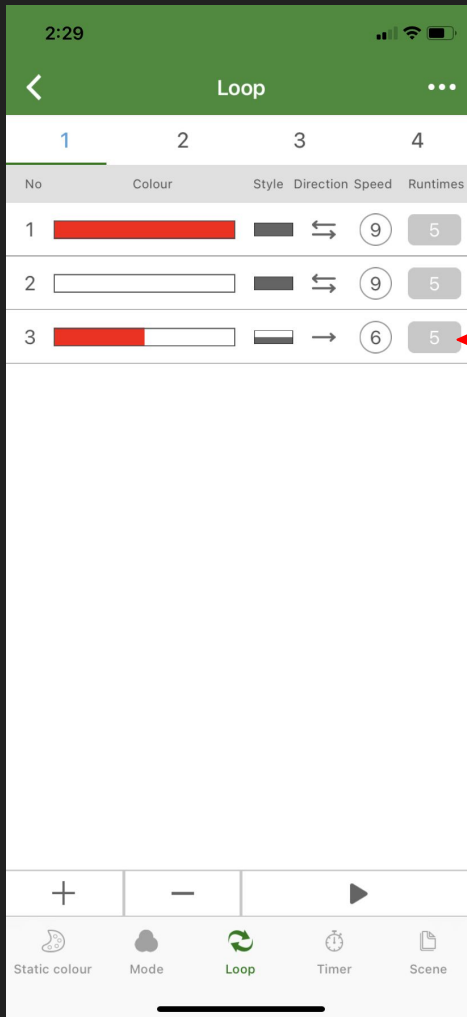 2:29
Loop
1 2 3 4
No Colour Style Direction Speed Runtimes
1 9 5
2 9 5
3 6 5
Static colour Mode Loop Timer Scene